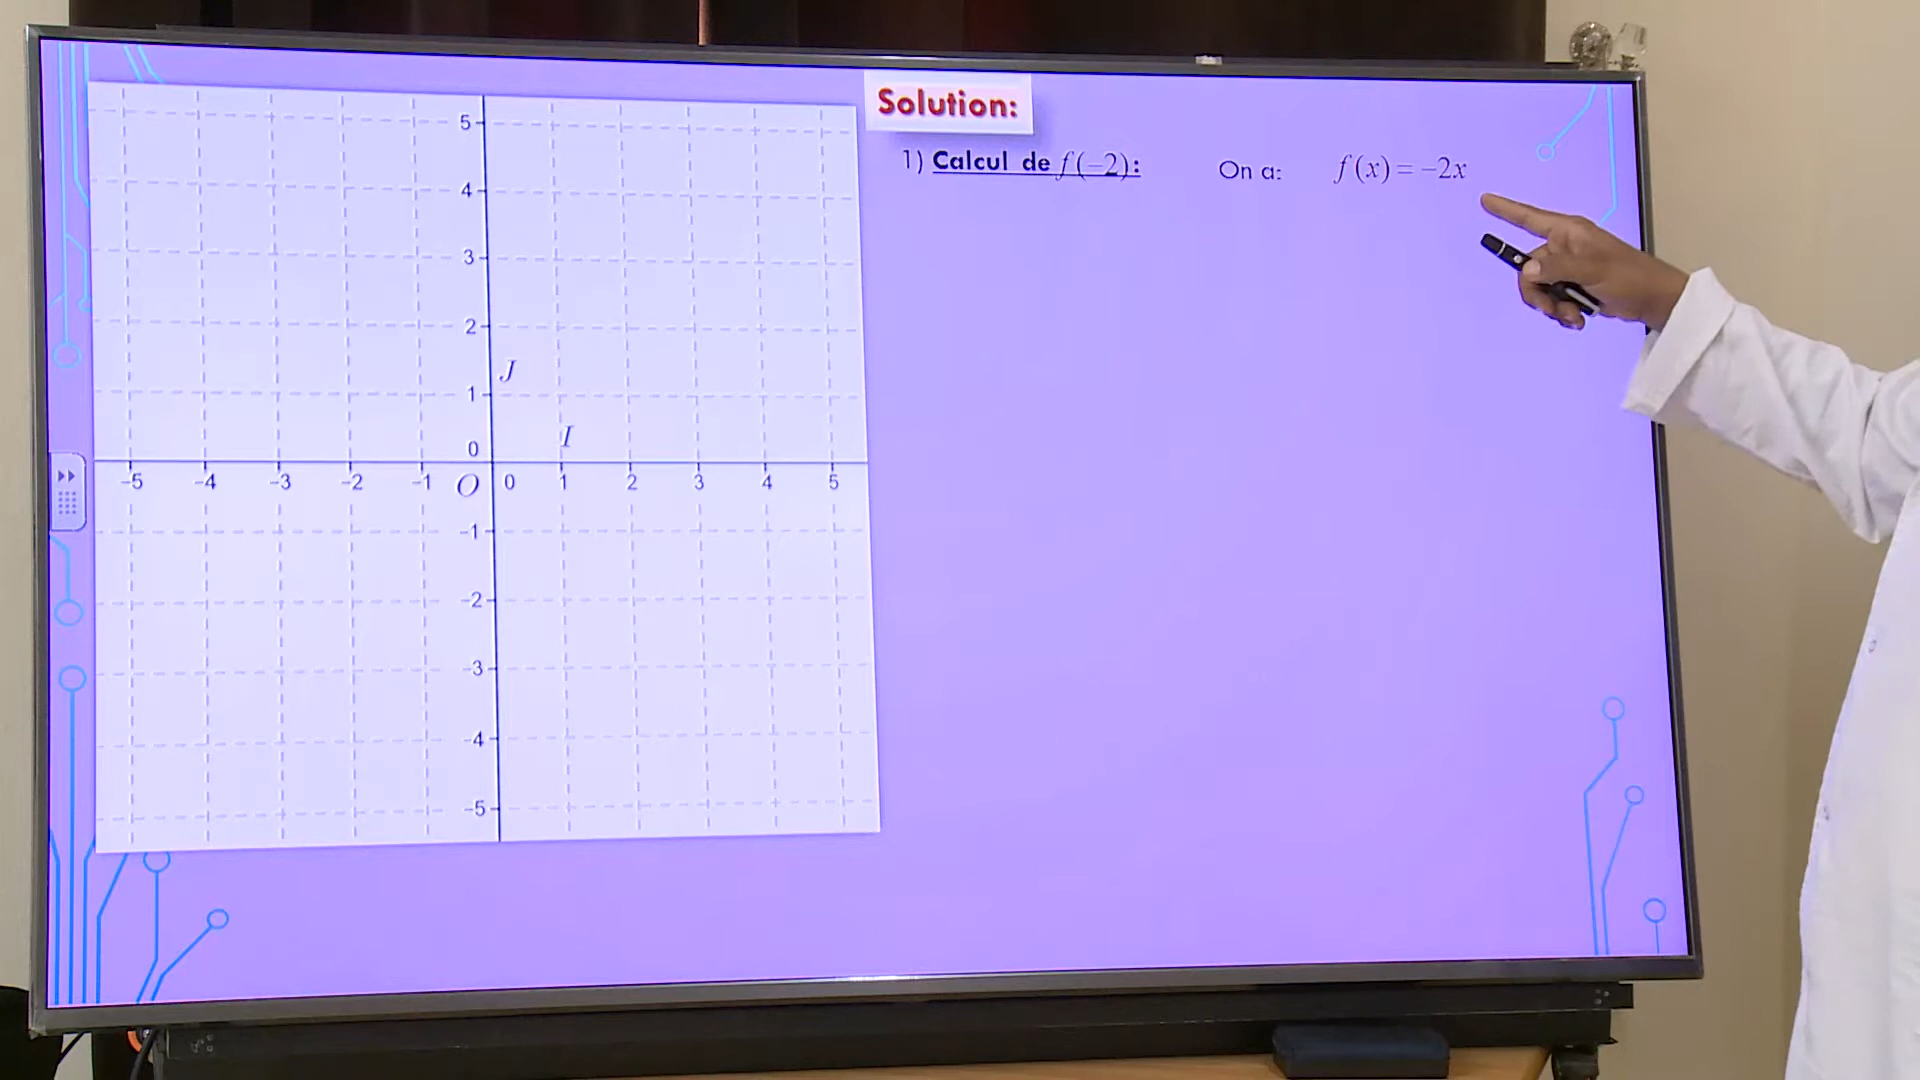 Solution:
1) Calcul de f(−2): On a: f(x) = −2x
5
4
3
2
J
1
I
0
−5 −4 −3 −2 −1 O 0 1 2 3 4 5
−1
−2
−3
−4
−5